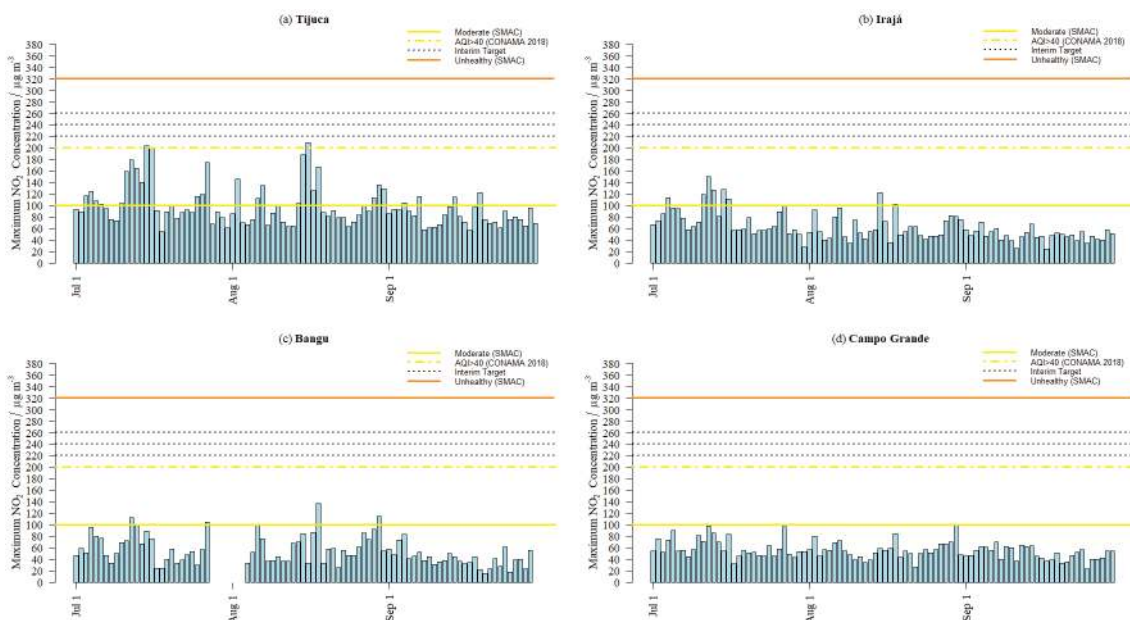 (a) Tijuca
Moderate (SMAC)
AQI>40 (CONAMA 2018)
Interim Target
Unhealthy (SMAC)
Maximum NO2 Concentration / µg m-3
380
360
340
320
300
280
260
240
220
200
180
160
140
120
100
80
60
40
20
0
Jul 1
Aug 1
Sep 1
(b) Irajá
Moderate (SMAC)
AQI>40 (CONAMA 2018)
Interim Target
Unhealthy (SMAC)
Maximum NO2 Concentration / µg m-3
380
360
340
320
300
280
260
240
220
200
180
160
140
120
100
80
60
40
20
0
Jul 1
Aug 1
Sep 1
(c) Bangu
Moderate (SMAC)
AQI>40 (CONAMA 2018)
Interim Target
Unhealthy (SMAC)
Maximum NO2 Concentration / µg m-3
380
360
340
320
300
280
260
240
220
200
180
160
140
120
100
80
60
40
20
0
Jul 1
Aug 1
Sep 1
(d) Campo Grande
Moderate (SMAC)
AQI>40 (CONAMA 2018)
Interim Target
Unhealthy (SMAC)
Maximum NO2 Concentration / µg m-3
380
360
340
320
300
280
260
240
220
200
180
160
140
120
100
80
60
40
20
0
Jul 1
Aug 1
Sep 1